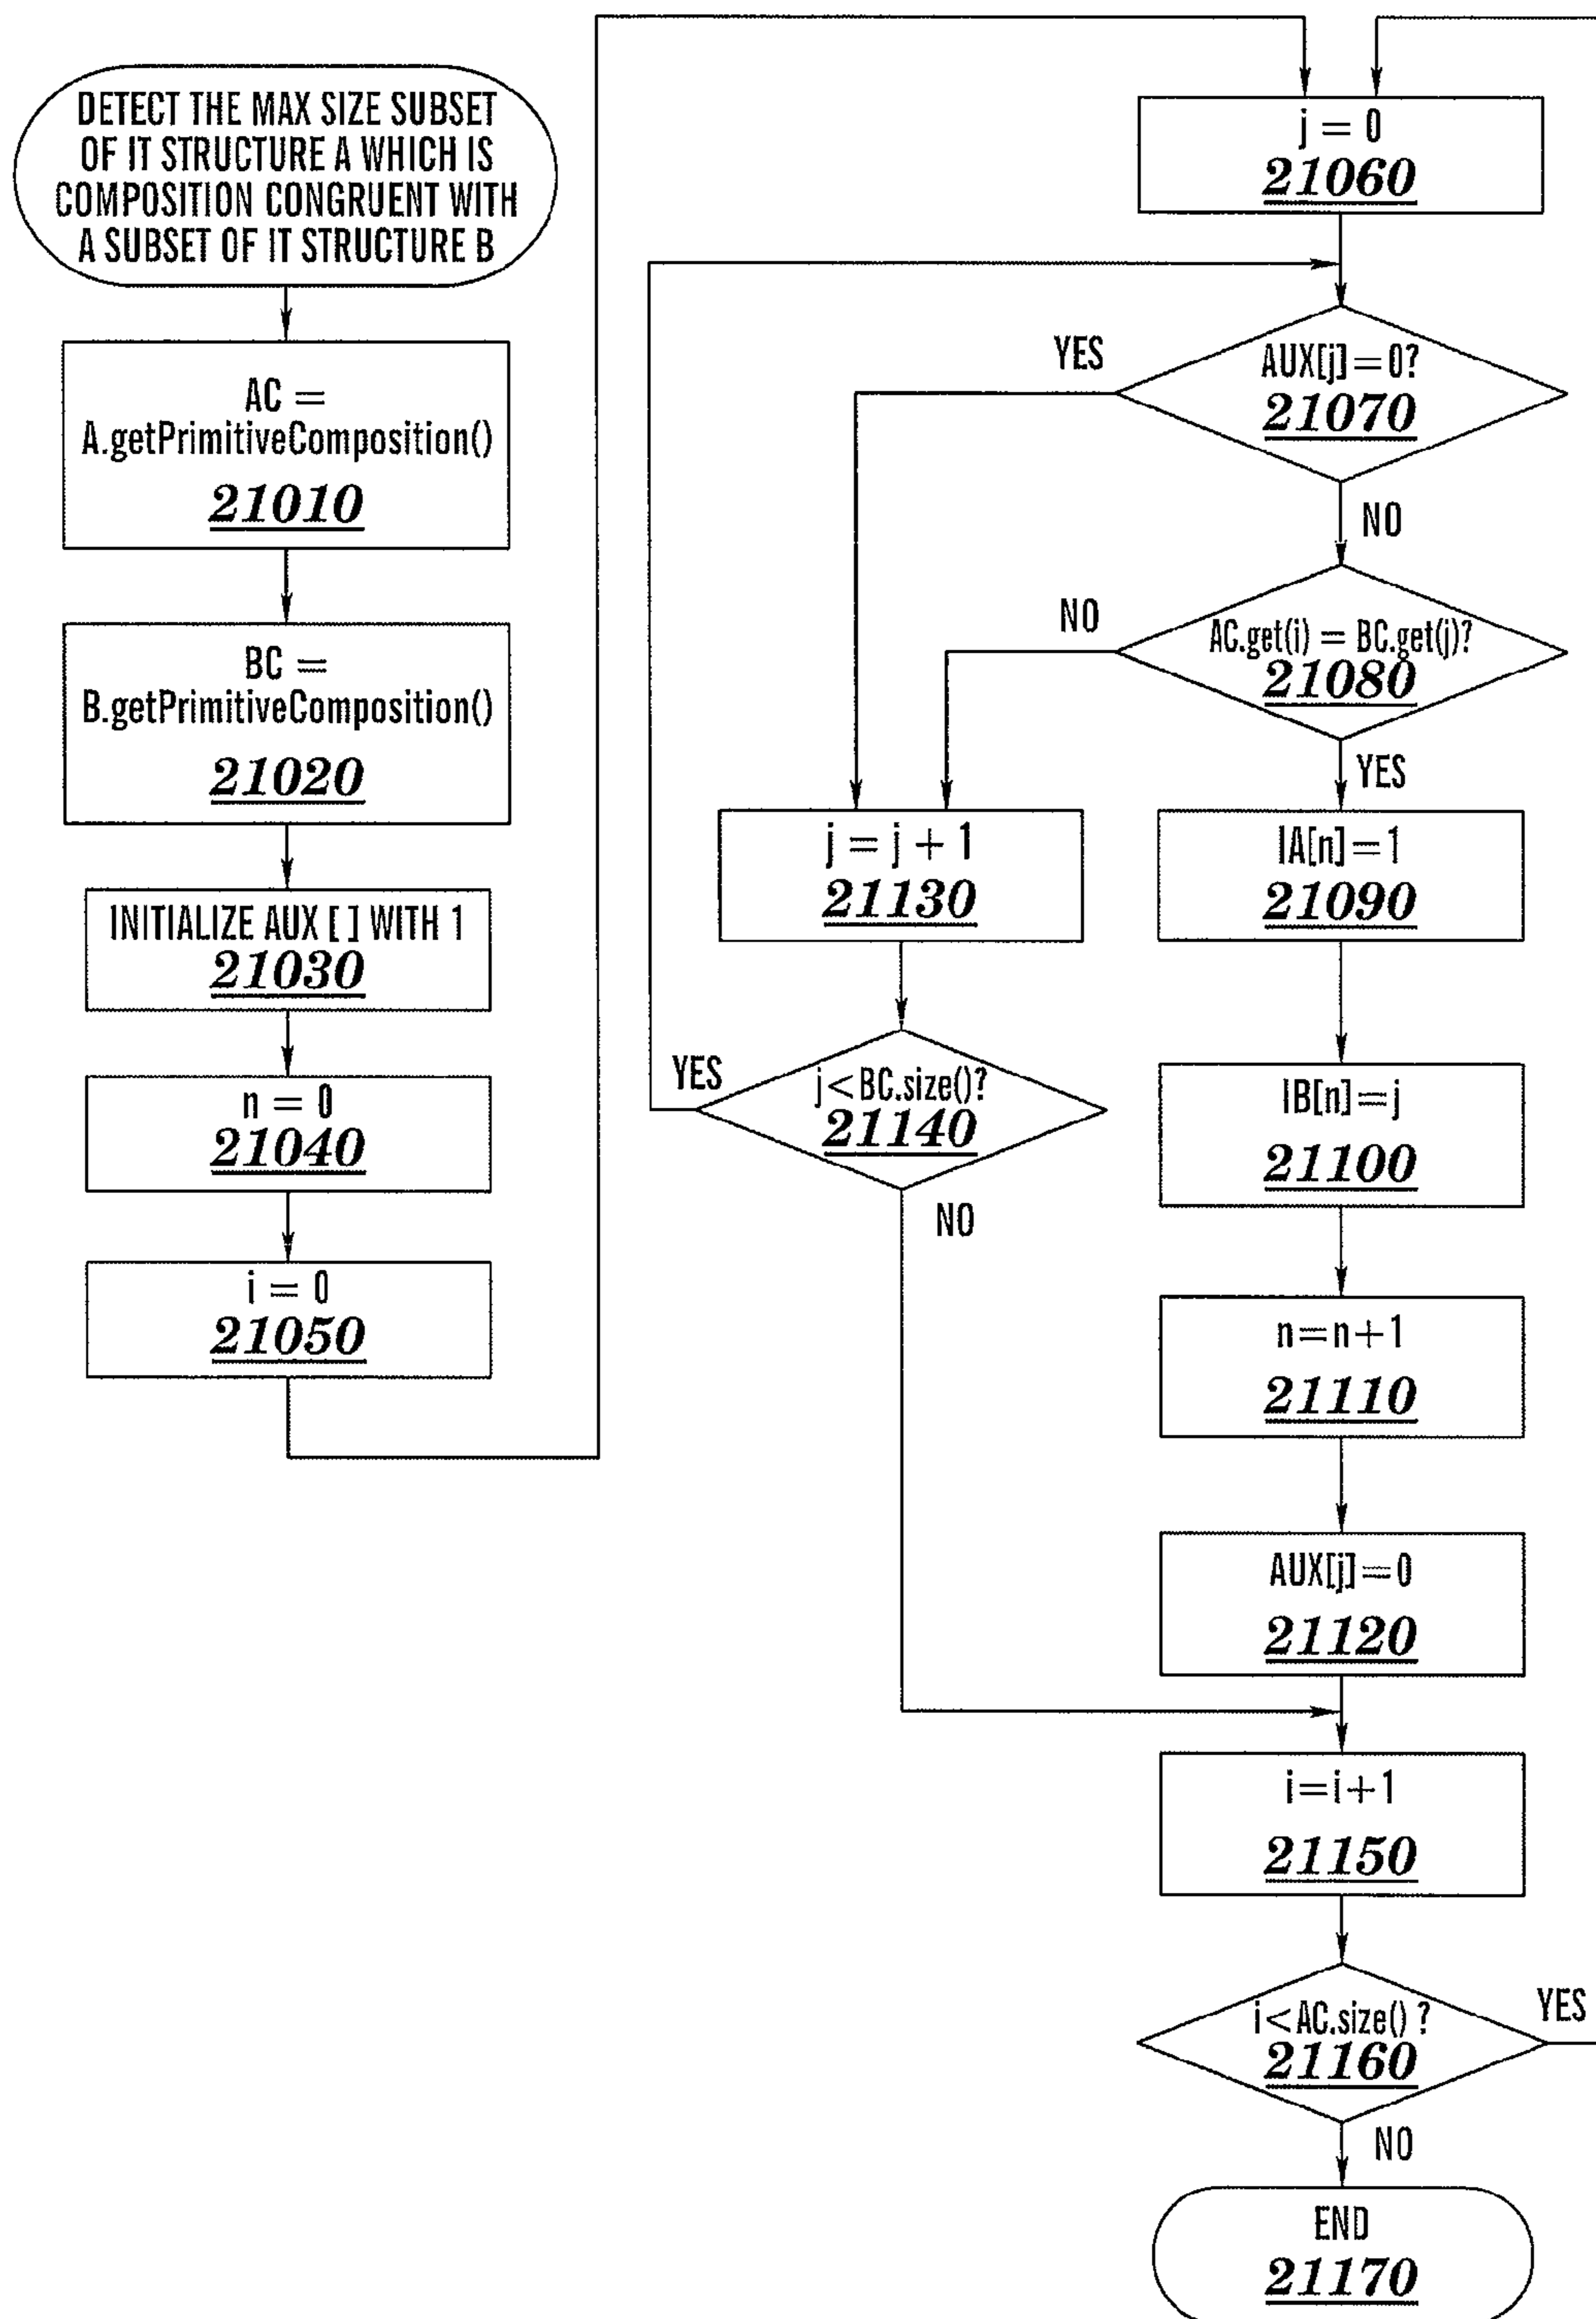 DETECT THE MAX SIZE SUBSET
OF IT STRUCTURE A WHICH IS
COMPOSITION CONGRUENT WITH
A SUBSET OF IT STRUCTURE B
AC =
A.getPrimitiveComposition()
21010
BC =
B.getPrimitiveComposition()
21020
INITIALIZE AUX [ ] WITH 1
21030
n = 0
21040
i = 0
21050
j = 0
21060
AUX[j]=0?
21070
YES
NO
AC.get(i) = BC.get(j)?
21080
NO
YES
j = j + 1
21130
j<BC.size()?
21140
YES
NO
IA[n]=1
21090
IB[n]=j
21100
n=n+1
21110
AUX[j]=0
21120
i=i+1
21150
i<AC.size() ?
21160
YES
NO
END
21170